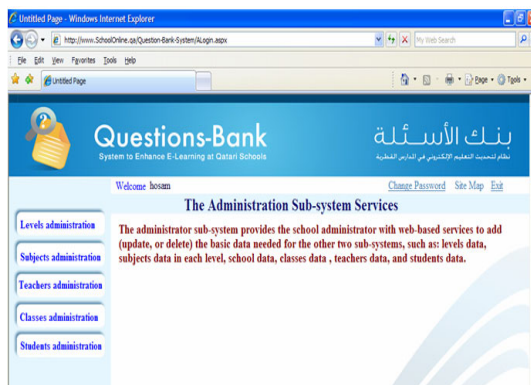 Untitled Page - Windows Internet Explorer
http://www.SchoolOnline.qa/Question-Bank-System/ALogin.aspx
My Web Search
File Edit View Favorites Tools Help
Untitled Page
Page Tools
Questions-Bank
System to Enhance E-Learning at Qatari Schools
بنك الأسئلة
نظام لتحديث التعليم الإلكتروني في المدارس القطرية
Welcome hosam
Change Password Site Map Exit
The Administration Sub-system Services
The administrator sub-system provides the school administrator with web-based services to add
(update, or delete) the basic data needed for the other two sub-systems, such as: levels data,
subjects data in each level, school data, classes data , teachers data, and students data.
Levels administration
Subjects administration
Teachers administration
Classes administration
Students administration